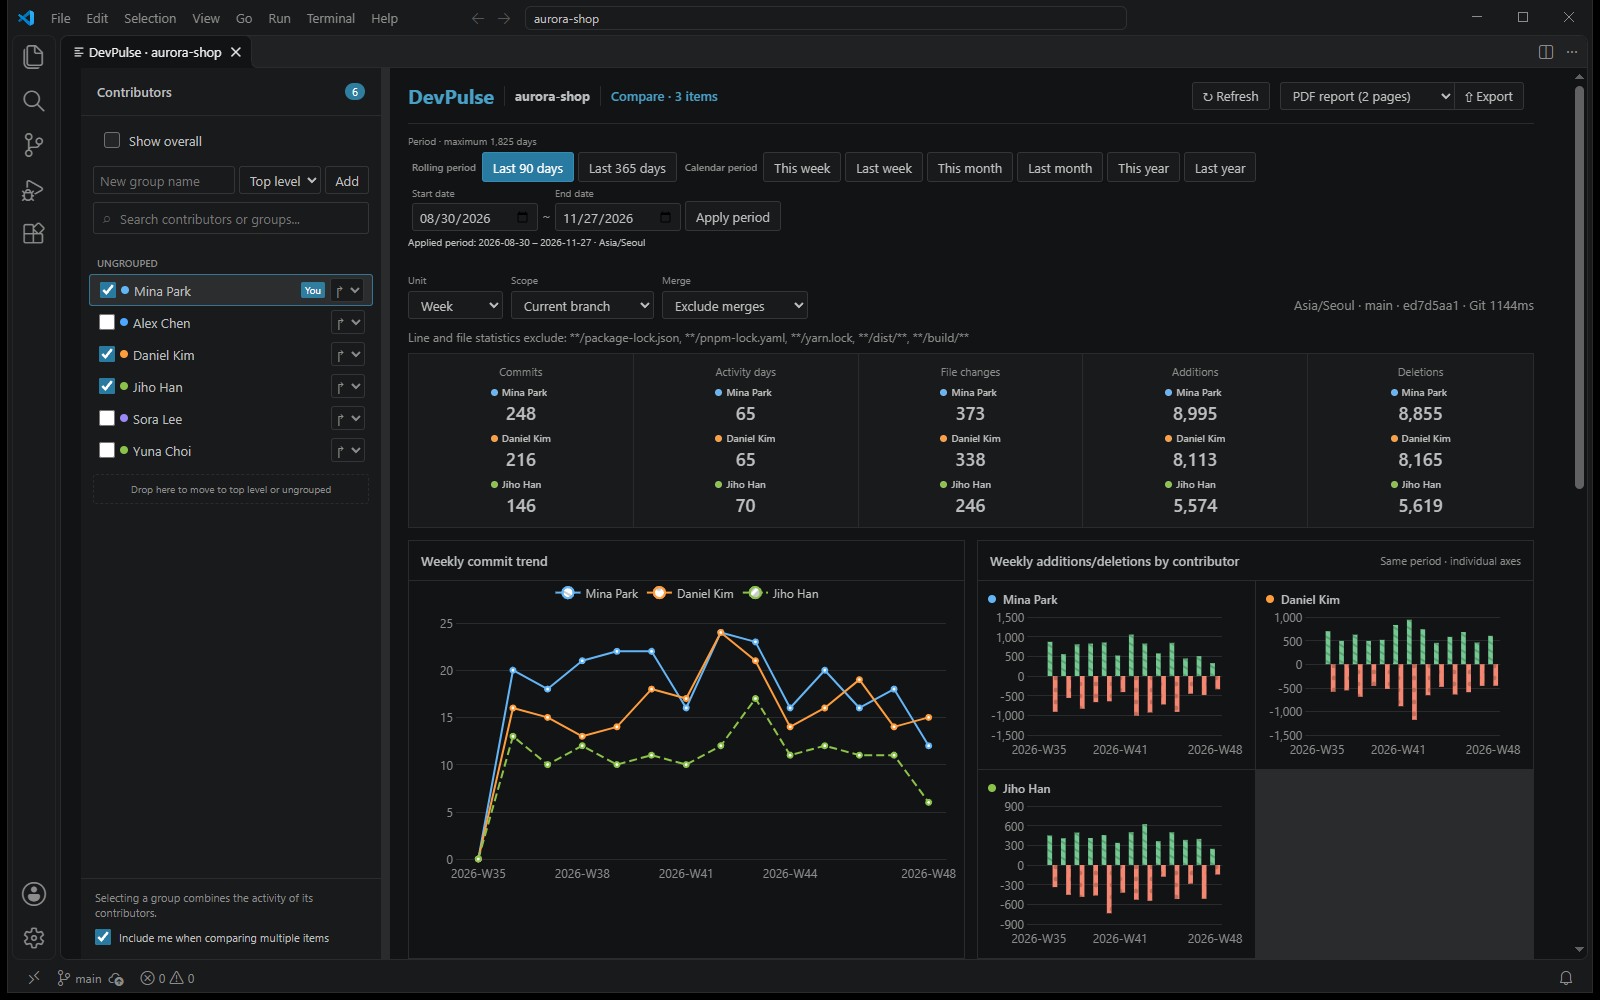 File Edit Selection View Go Run Terminal Help
aurora-shop
DevPulse · aurora-shop
Contributors 6
Show overall
New group name Top level Add
Search contributors or groups...
UNGROUPED
Mina Park You
Alex Chen
Daniel Kim
Jiho Han
Sora Lee
Yuna Choi
Drop here to move to top level or ungrouped
Selecting a group combines the activity of its
contributors.
Include me when comparing multiple items
DevPulse aurora-shop Compare · 3 items
Refresh PDF report (2 pages) Export
Period · maximum 1,825 days
Rolling period Last 90 days Last 365 days Calendar period This week Last week This month Last month This year Last year
Start date End date
08/30/2026 ~ 11/27/2026 Apply period
Applied period: 2026-08-30 – 2026-11-27 · Asia/Seoul
Unit Scope Merge
Week Current branch Exclude merges
Asia/Seoul · main · ed7d5aa1 · Git 1144ms
Line and file statistics exclude: **/package-lock.json, **/pnpm-lock.yaml, **/yarn.lock, **/dist/**, **/build/**
Commits Activity days File changes Additions Deletions
Mina Park Mina Park Mina Park Mina Park Mina Park
248 65 373 8,995 8,855
Daniel Kim Daniel Kim Daniel Kim Daniel Kim Daniel Kim
216 65 338 8,113 8,165
Jiho Han Jiho Han Jiho Han Jiho Han Jiho Han
146 70 246 5,574 5,619
Weekly commit trend
Mina Park Daniel Kim Jiho Han
25
20
15
10
5
0
2026-W35 2026-W38 2026-W41 2026-W44 2026-W48
Weekly additions/deletions by contributor Same period · individual axes
Mina Park
1,500
1,000
500
0
-500
-1,000
-1,500
2026-W35 2026-W41 2026-W48
Daniel Kim
1,000
500
0
-500
-1,000
-1,500
2026-W35 2026-W41 2026-W48
Jiho Han
900
600
300
0
-300
-600
-900
2026-W35 2026-W41 2026-W48
main 0 0